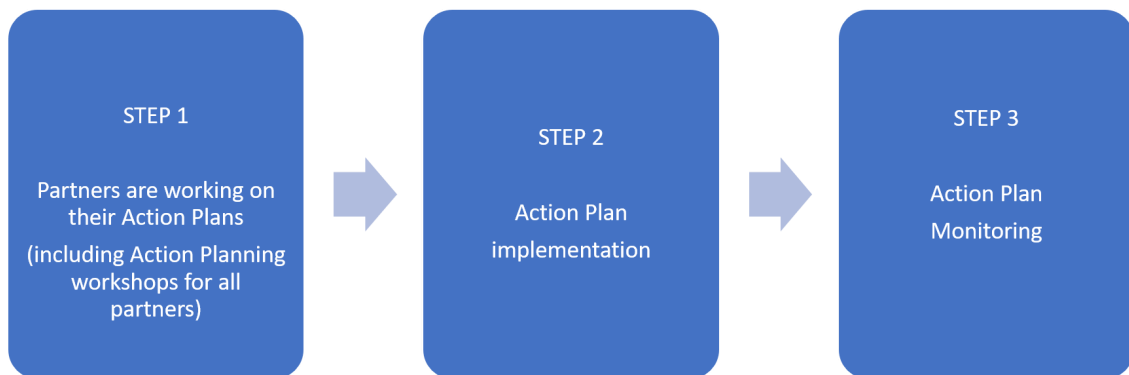 STEP 1
Partners are working on
their Action Plans
(including Action Planning
workshops for all
partners)
STEP 2
Action Plan
implementation
STEP 3
Action Plan
Monitoring